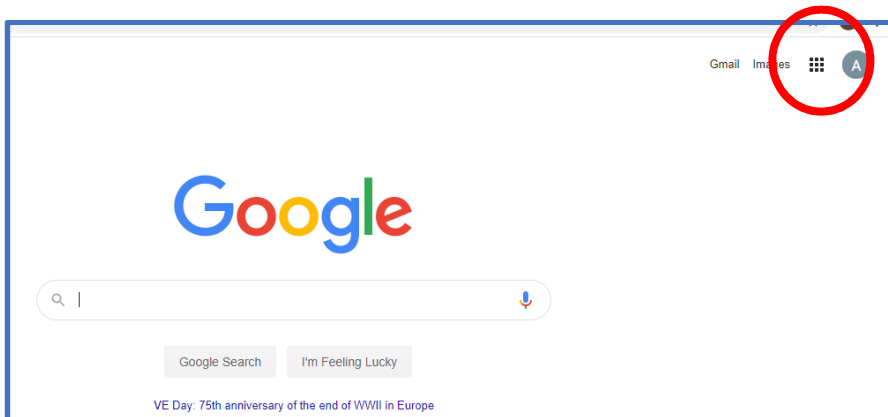 Gmail Images A
Google
Google Search I'm Feeling Lucky
VE Day: 75th anniversary of the end of WWII in Europe